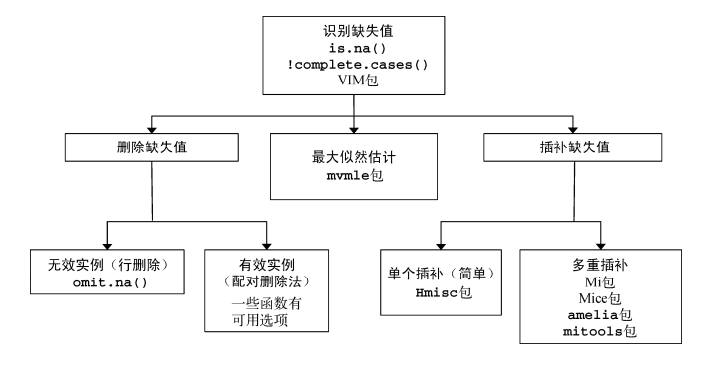 识别缺失值
is.na()
!complete.cases()
VIM包
删除缺失值
最大似然估计
mvmle包
插补缺失值
无效实例（行删除）
omit.na()
有效实例
（配对删除法）
一些函数有
可用选项
单个插补（简单）
Hmisc包
多重插补
Mi包
Mice包
amelia包
mitools包